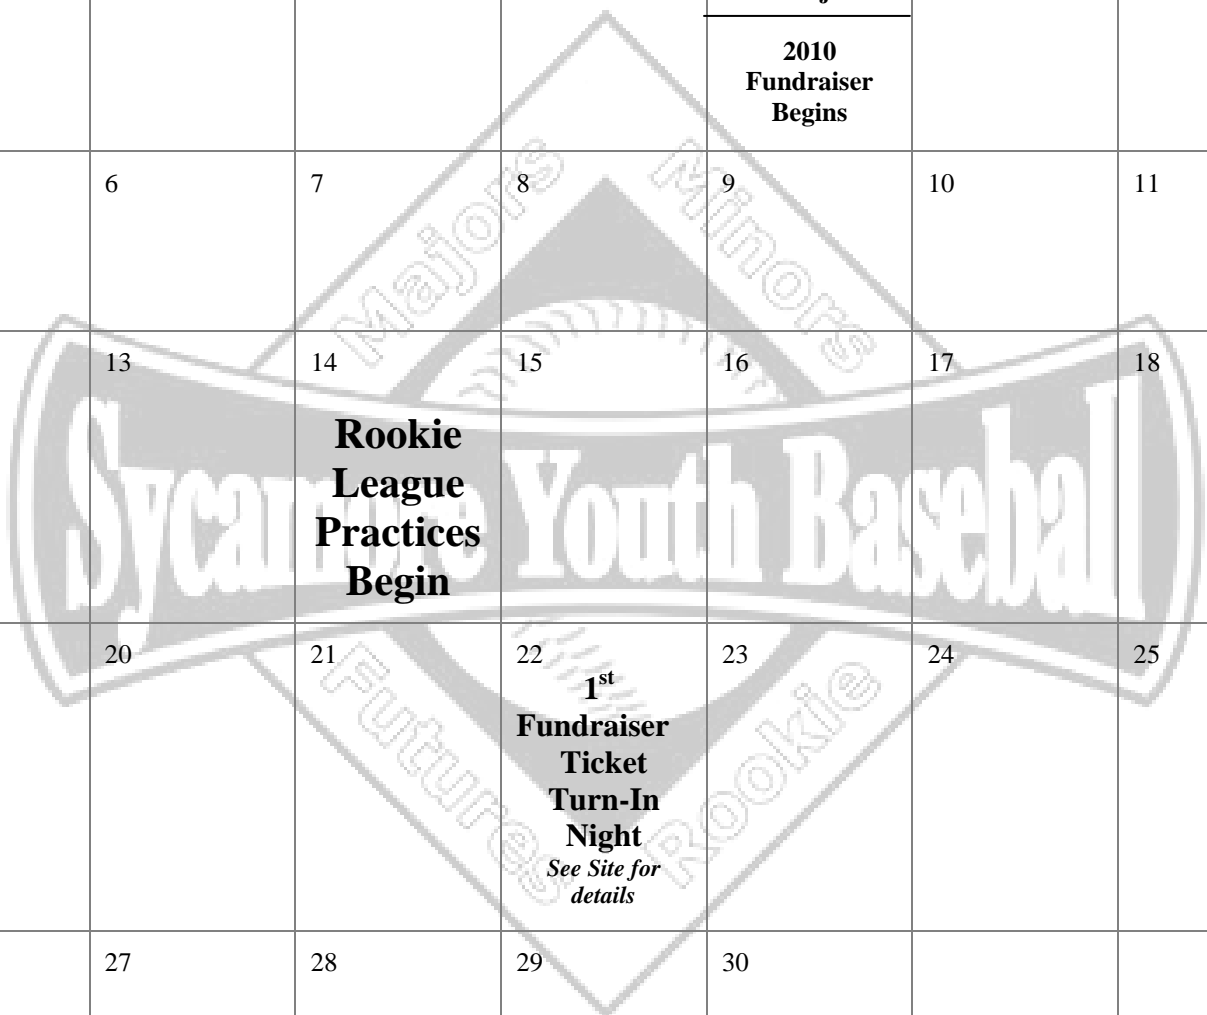 2010
Fundraiser
Begins
6 7 8 9 10 11
Majors Minors
13 14 15 16 17 18
Rookie
League
Practices
Begin
Sycamore Youth Baseball
20 21 22 23 24 25
1st
Fundraiser
Ticket
Turn-In
Night
See Site for
details
Futures Rookie
27 28 29 30